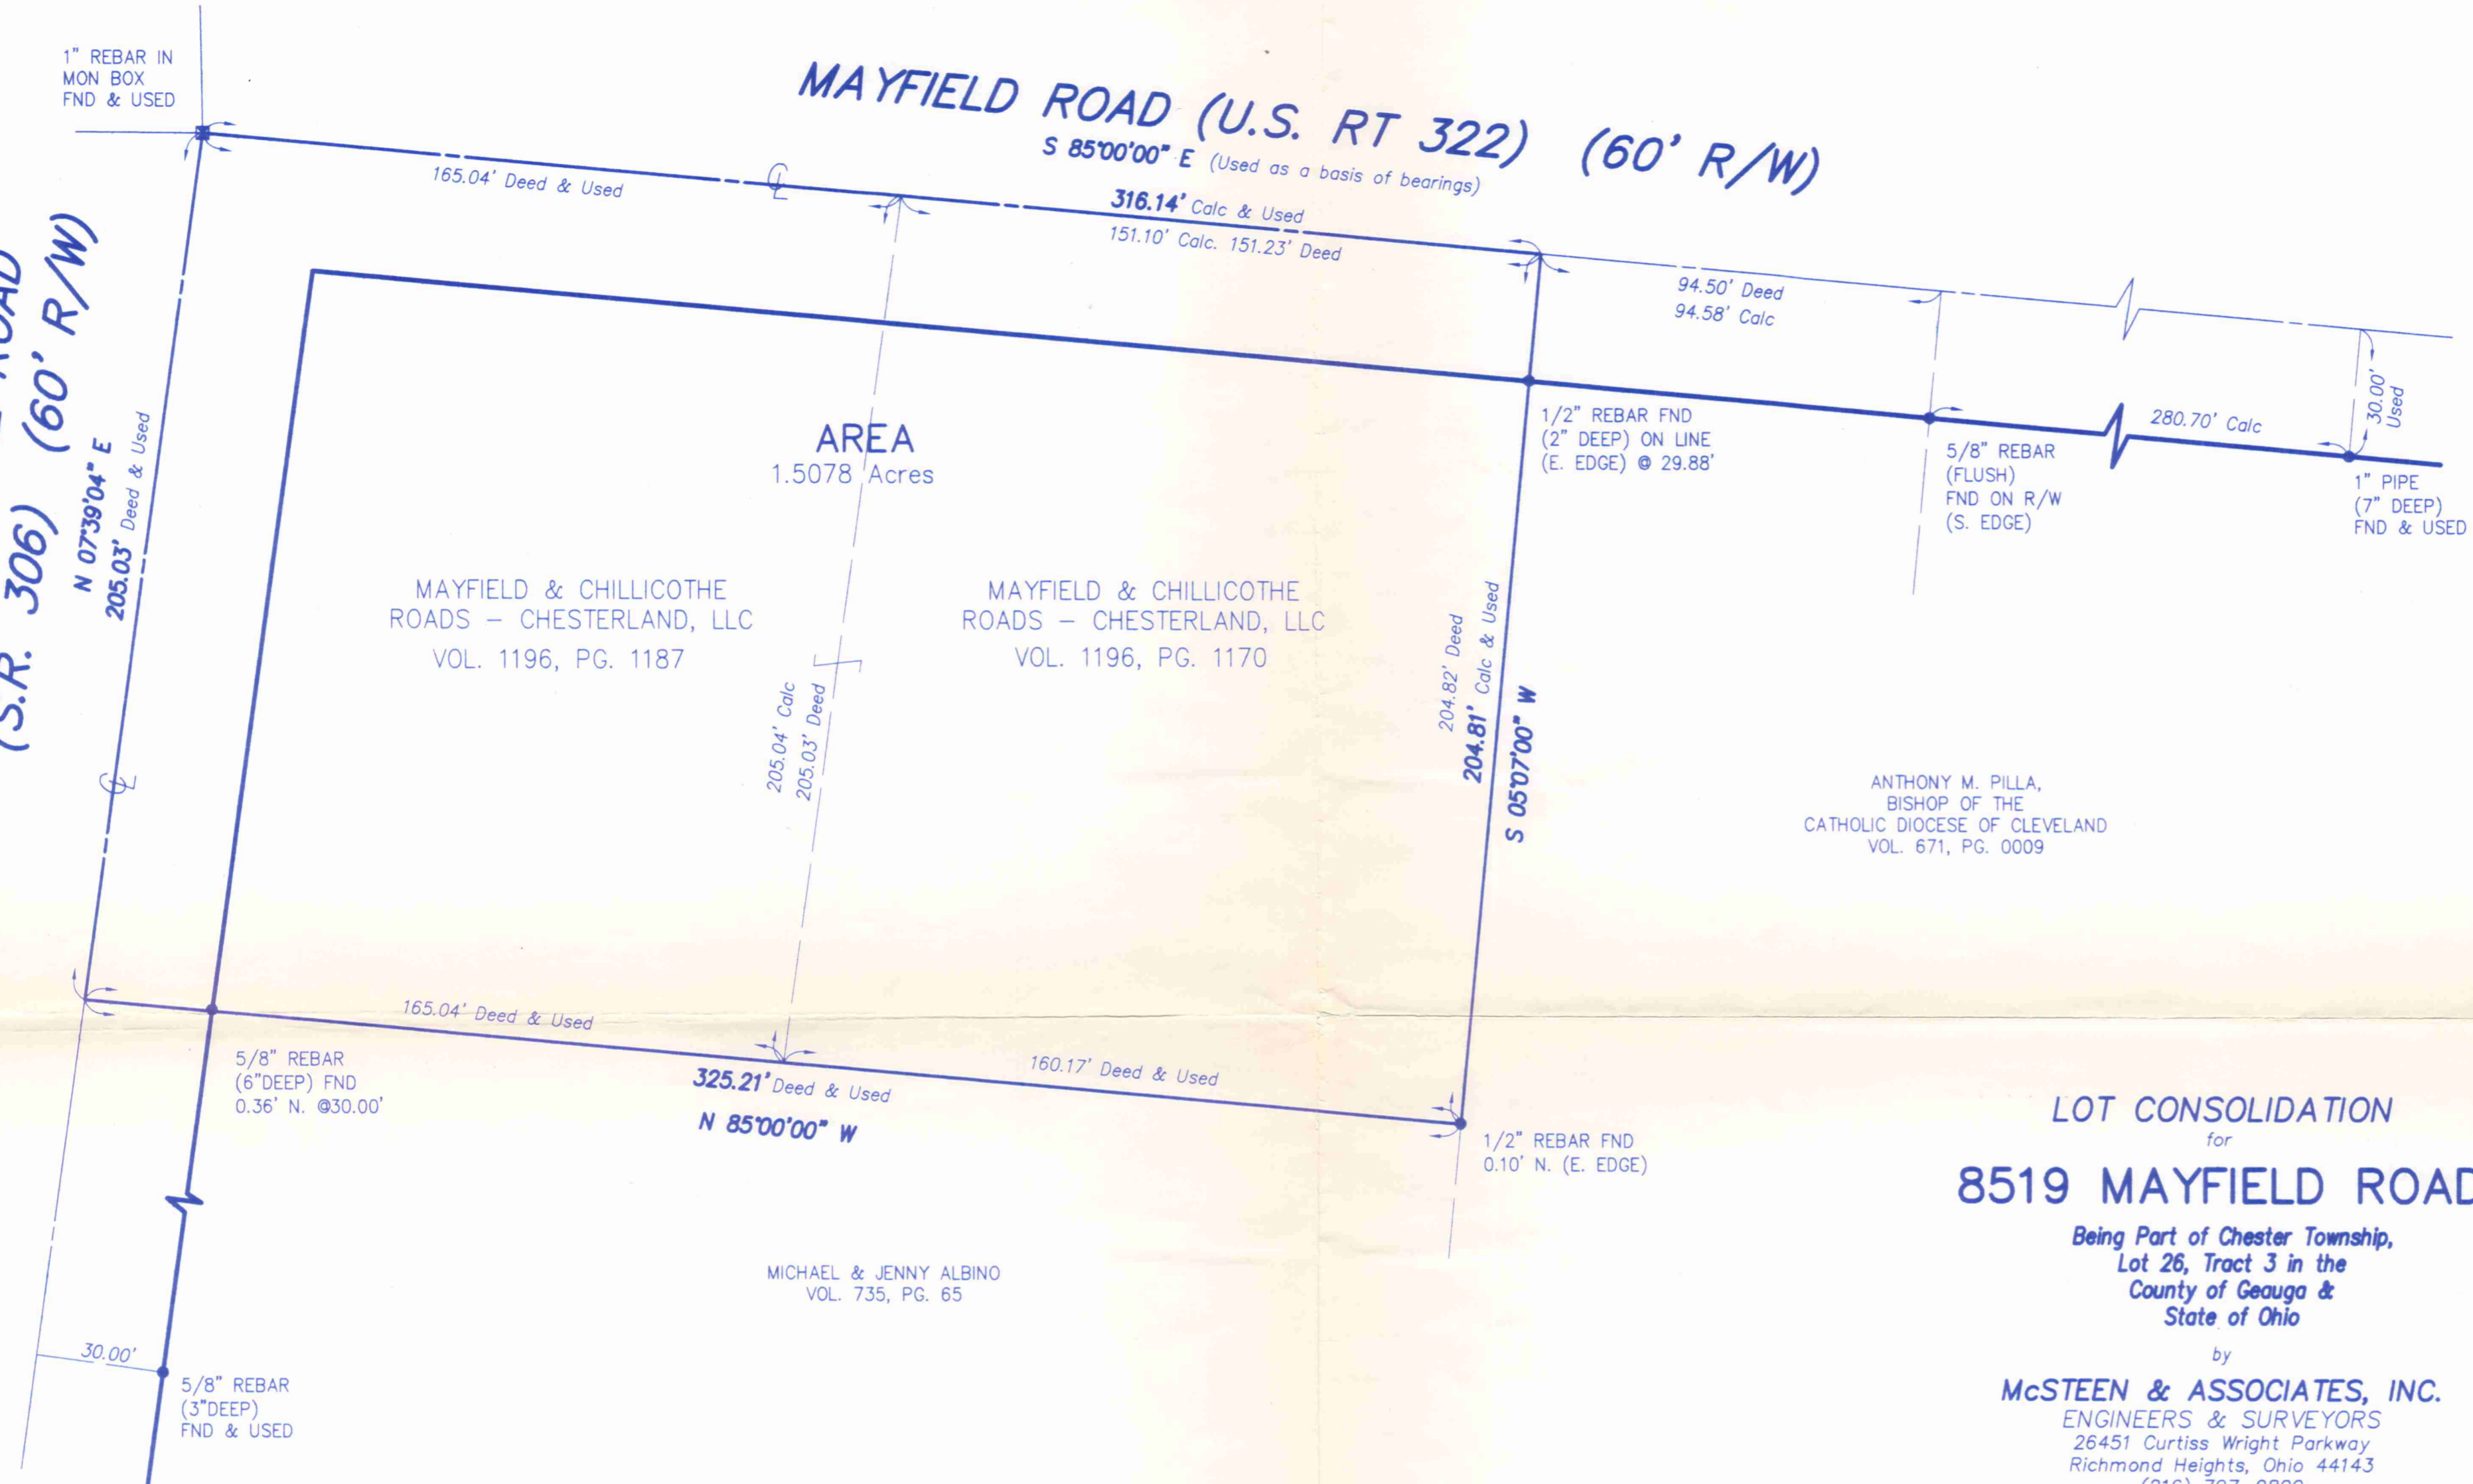 1" REBAR IN
MON BOX
FND & USED
MAYFIELD ROAD (U.S. RT 322) (60' R/W)
S 85°00'00" E (Used as a basis of bearings)
165.04' Deed & Used
316.14' Calc & Used
151.10' Calc. 151.23' Deed
94.50' Deed
94.58' Calc
30.00'
Used
280.70' Calc
ROAD
(S.R. 306) (60' R/W)
N 07°39'04" E
205.03' Deed & Used
AREA
1.5078 Acres
1/2" REBAR FND
(2" DEEP) ON LINE
(E. EDGE) @ 29.88'
5/8" REBAR
(FLUSH)
FND ON R/W
(S. EDGE)
1" PIPE
(7" DEEP)
FND & USED
MAYFIELD & CHILLICOTHE
ROADS – CHESTERLAND, LLC
VOL. 1196, PG. 1187
MAYFIELD & CHILLICOTHE
ROADS – CHESTERLAND, LLC
VOL. 1196, PG. 1170
205.04' Calc
205.03' Deed
204.82' Deed
204.81' Calc & Used
S 05°07'00" W
ANTHONY M. PILLA,
BISHOP OF THE
CATHOLIC DIOCESE OF CLEVELAND
VOL. 671, PG. 0009
165.04' Deed & Used
160.17' Deed & Used
325.21' Deed & Used
N 85°00'00" W
5/8" REBAR
(6"DEEP) FND
0.36' N. @30.00'
1/2" REBAR FND
0.10' N. (E. EDGE)
MICHAEL & JENNY ALBINO
VOL. 735, PG. 65
30.00'
5/8" REBAR
(3"DEEP)
FND & USED
LOT CONSOLIDATION
for
8519 MAYFIELD ROAD
Being Part of Chester Township,
Lot 26, Tract 3 in the
County of Geauga &
State of Ohio
by
McSTEEN & ASSOCIATES, INC.
ENGINEERS & SURVEYORS
26451 Curtiss Wright Parkway
Richmond Heights, Ohio 44143